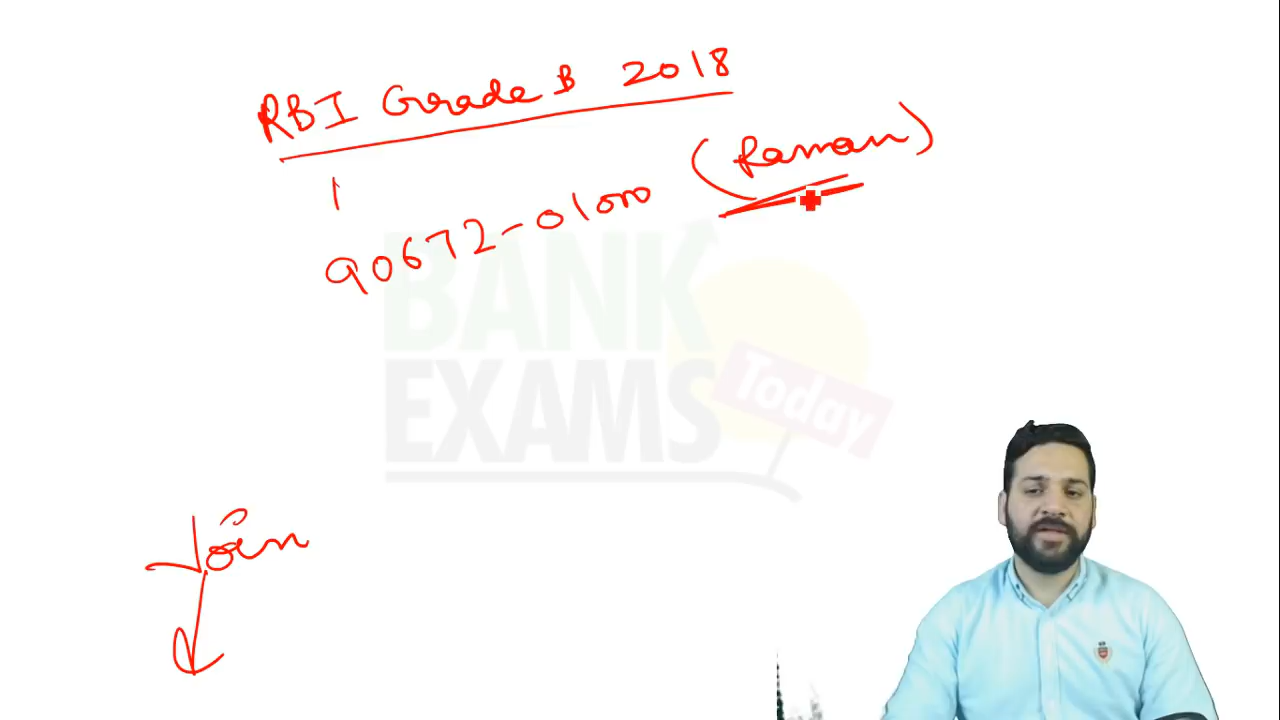 RBI Grade B 2018
(Raman)
90672-01000
BANK
EXAMS
Today
Join